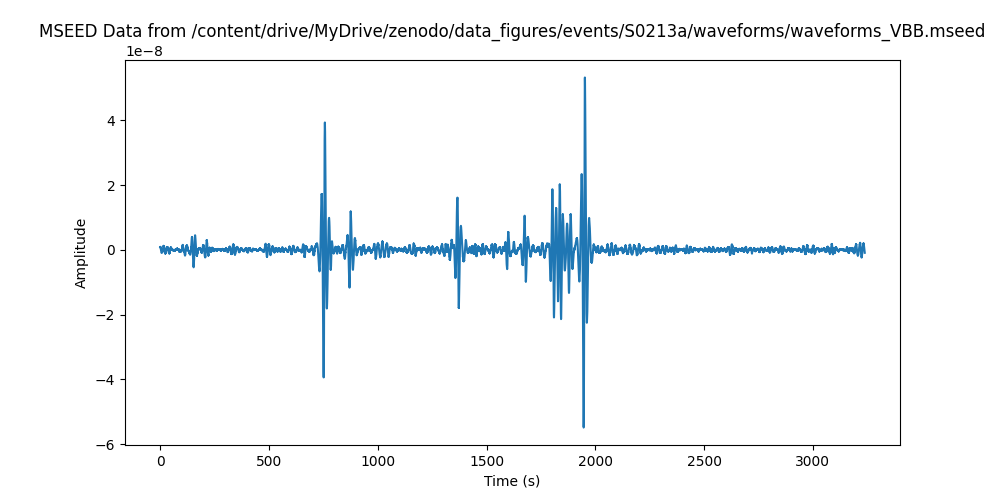 MSEED Data from /content/drive/MyDrive/zenodo/data_figures/events/S0213a/waveforms/waveforms_VBB.mseed
1e−8
4
2
0
−2
−4
−6
Amplitude
0 500 1000 1500 2000 2500 3000
Time (s)